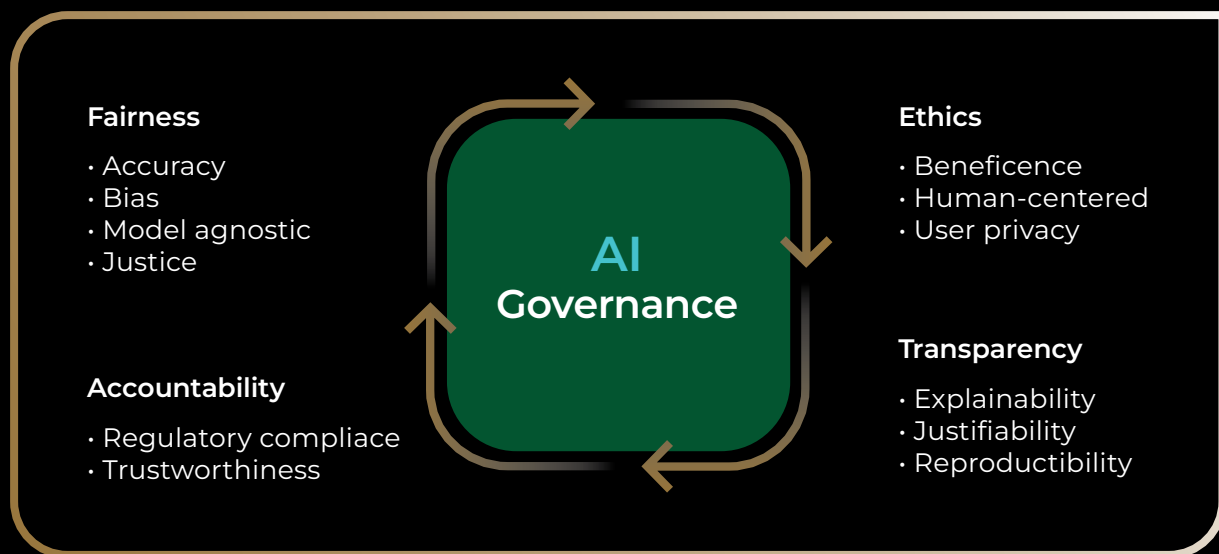 Fairness
• Accuracy
• Bias
• Model agnostic
• Justice
Accountability
• Regulatory compliace
• Trustworthiness
AI
Governance
Ethics
• Beneficence
• Human-centered
• User privacy
Transparency
• Explainability
• Justifiability
• Reproductibility